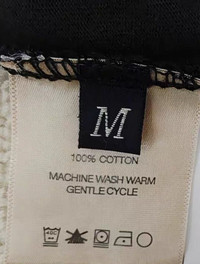 M
100% COTTON
MACHINE WASH WARM
GENTLE CYCLE